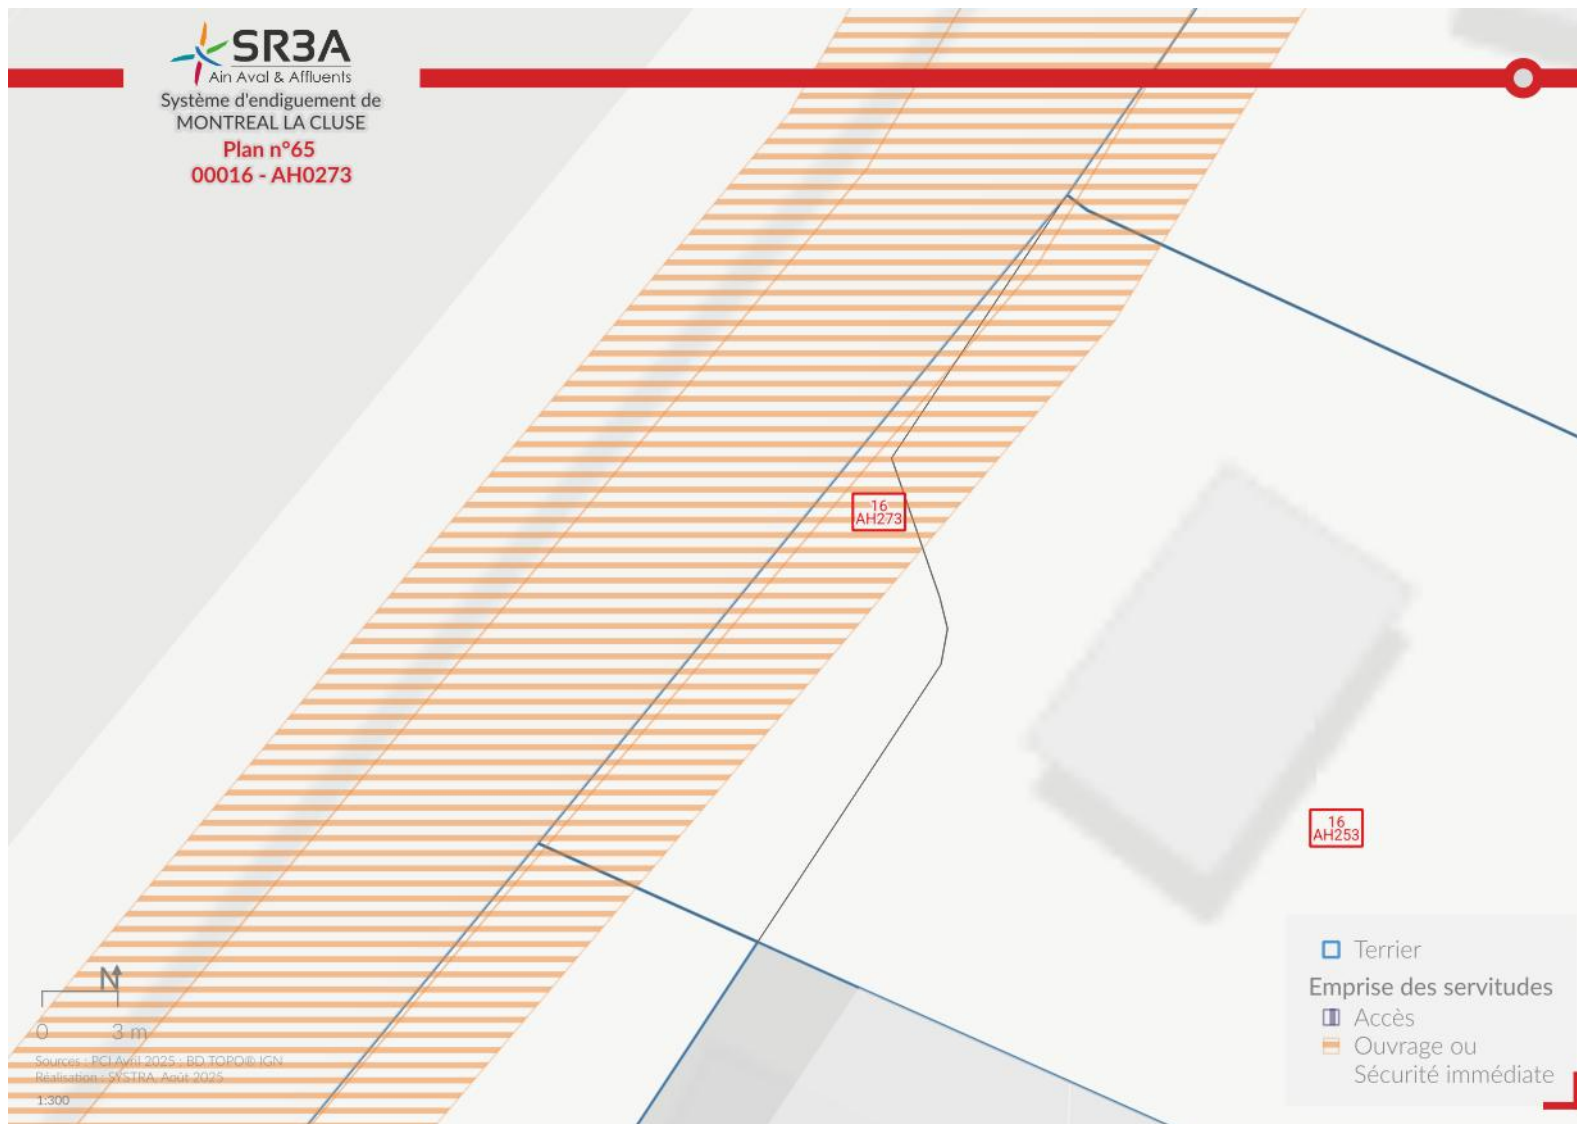 SR3A
Ain Aval & Affluents
Système d'endiguement de
MONTREAL LA CLUSE
Plan n°65
00016 - AH0273
16
AH273
16
AH253
Terrier
Emprise des servitudes
Accès
Ouvrage ou
Sécurité immédiate
N
0 3 m
Sources : PCI Avril 2025 ; BD TOPO® IGN
Réalisation : SYSTRA, Août 2025
1:300